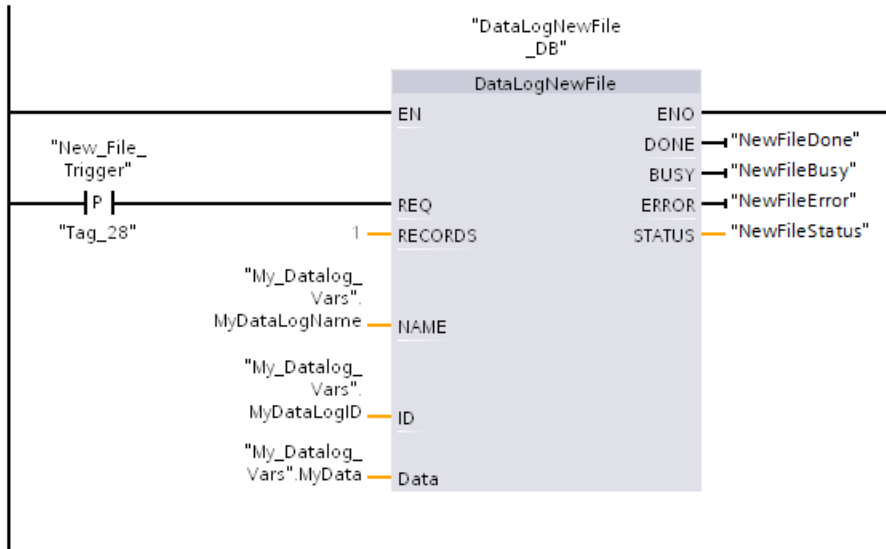 "DataLogNewFile
_DB"
DataLogNewFile
EN
ENO
DONE
"NewFileDone"
"New_File_
Trigger"
BUSY
"NewFileBusy"
P
REQ
ERROR
"NewFileError"
"Tag_28"
1
RECORDS
STATUS
"NewFileStatus"
"My_Datalog_
Vars".
MyDataLogName
NAME
"My_Datalog_
Vars".
MyDataLogID
ID
"My_Datalog_
Vars".MyData
Data